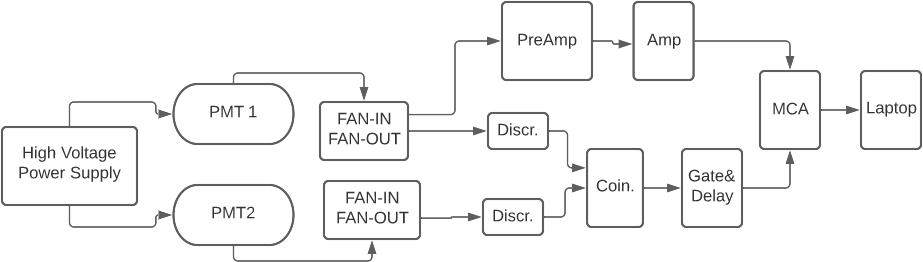 PreAmp
Amp
PMT 1
FAN-IN
FAN-OUT
Discr.
MCA
Laptop
High Voltage
Power Supply
PMT2
FAN-IN
FAN-OUT
Discr.
Coin.
Gate&
Delay